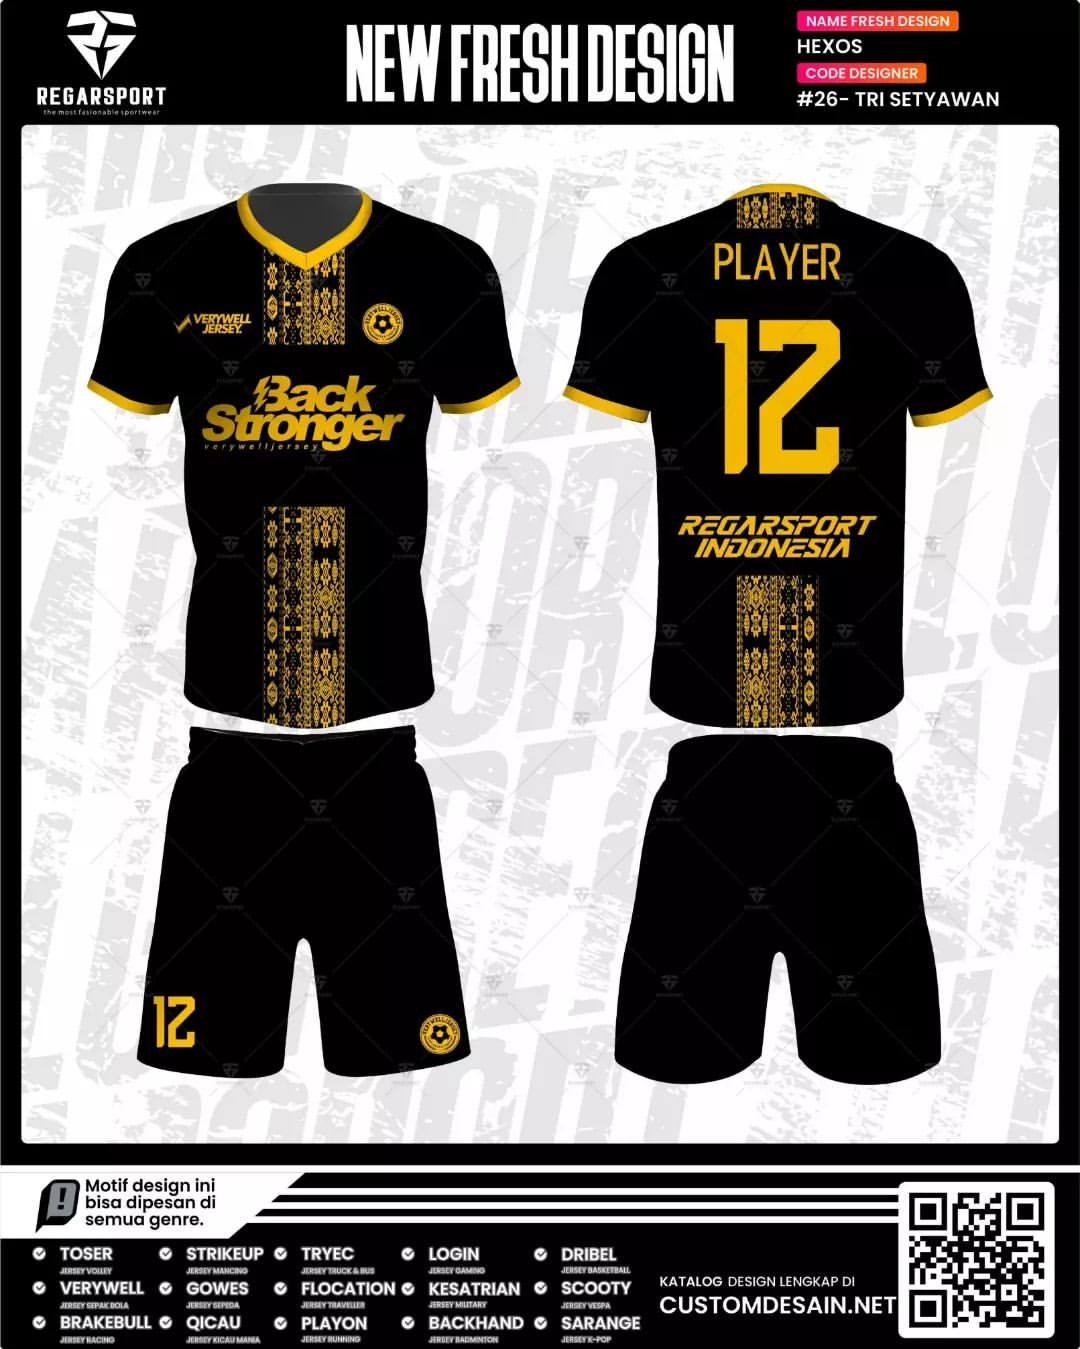 REGARSPORT
the most fasionable sportwear
NEW FRESH DESIGN
NAME FRESH DESIGN
HEXOS
CODE DESIGNER
#26- TRI SETYAWAN
VERYWELL
JERSEY.
Back
Stronger
verywelljersey
PLAYER
12
REGARSPORT
INDONESIA
12
Motif design ini
bisa dipesan di
semua genre.
TOSER
JERSEY VOLLEY
STRIKEUP
JERSEY MANCING
TRYEC
JERSEY TRUCK & BUS
LOGIN
JERSEY GAMING
DRIBEL
JERSEY BASKETBALL
VERYWELL
JERSEY SEPAK BOLA
GOWES
JERSEY SEPEDA
FLOCATION
JERSEY TRAVELLER
KESATRIAN
JERSEY MILITARY
SCOOTY
JERSEY VESPA
BRAKEBULL
JERSEY RACING
QICAU
JERSEY KICAU MANIA
PLAYON
JERSEY RUNNING
BACKHAND
JERSEY BADMINTON
SARANGE
JERSEY K-POP
KATALOG DESIGN LENGKAP DI
CUSTOMDESAIN.NET